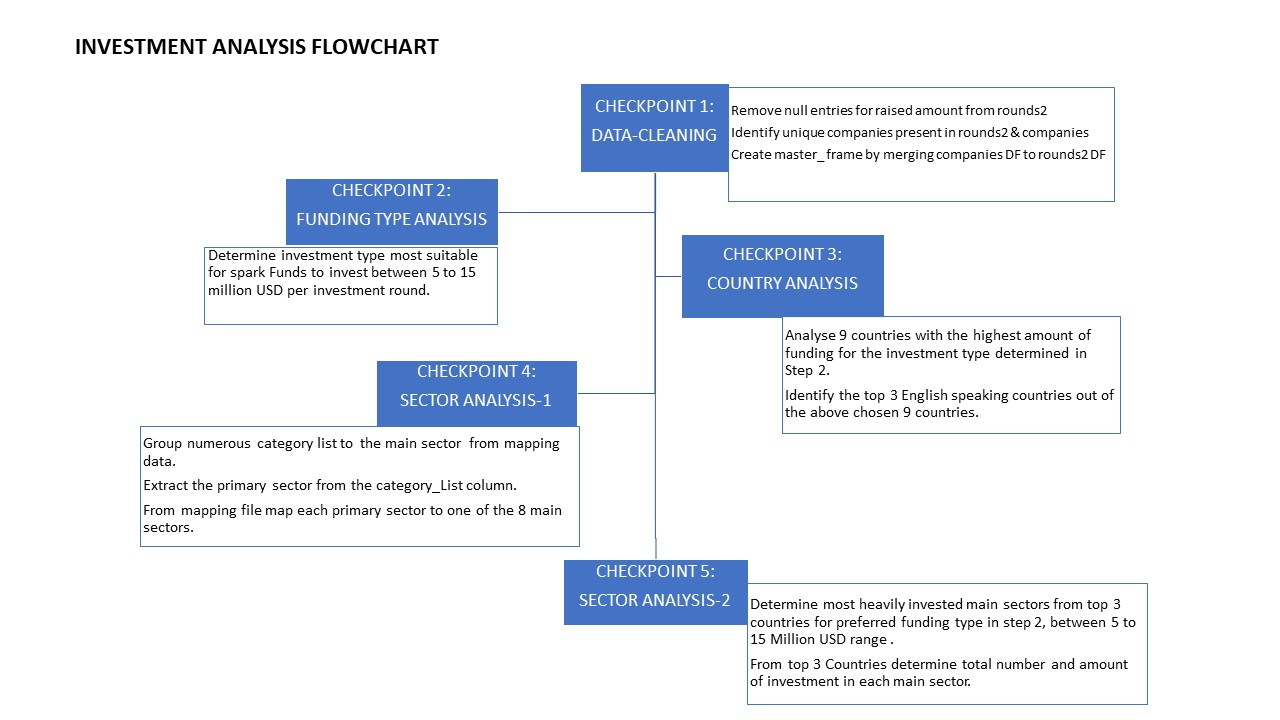 INVESTMENT ANALYSIS FLOWCHART
CHECKPOINT 1:
DATA-CLEANING
Remove null entries for raised amount from rounds2
Identify unique companies present in rounds2 & companies
Create master_frame by merging companies DF to rounds2 DF
CHECKPOINT 2:
FUNDING TYPE ANALYSIS
Determine investment type most suitable
for spark Funds to invest between 5 to 15
million USD per investment round.
CHECKPOINT 3:
COUNTRY ANALYSIS
Analyse 9 countries with the highest amount of
funding for the investment type determined in
Step 2.
Identify the top 3 English speaking countries out of
the above chosen 9 countries.
CHECKPOINT 4:
SECTOR ANALYSIS-1
Group numerous category list to the main sector from mapping
data.
Extract the primary sector from the category_List column.
From mapping file map each primary sector to one of the 8 main
sectors.
CHECKPOINT 5:
SECTOR ANALYSIS-2
Determine most heavily invested main sectors from top 3
countries for preferred funding type in step 2, between 5 to
15 Million USD range .
From top 3 Countries determine total number and amount
of investment in each main sector.